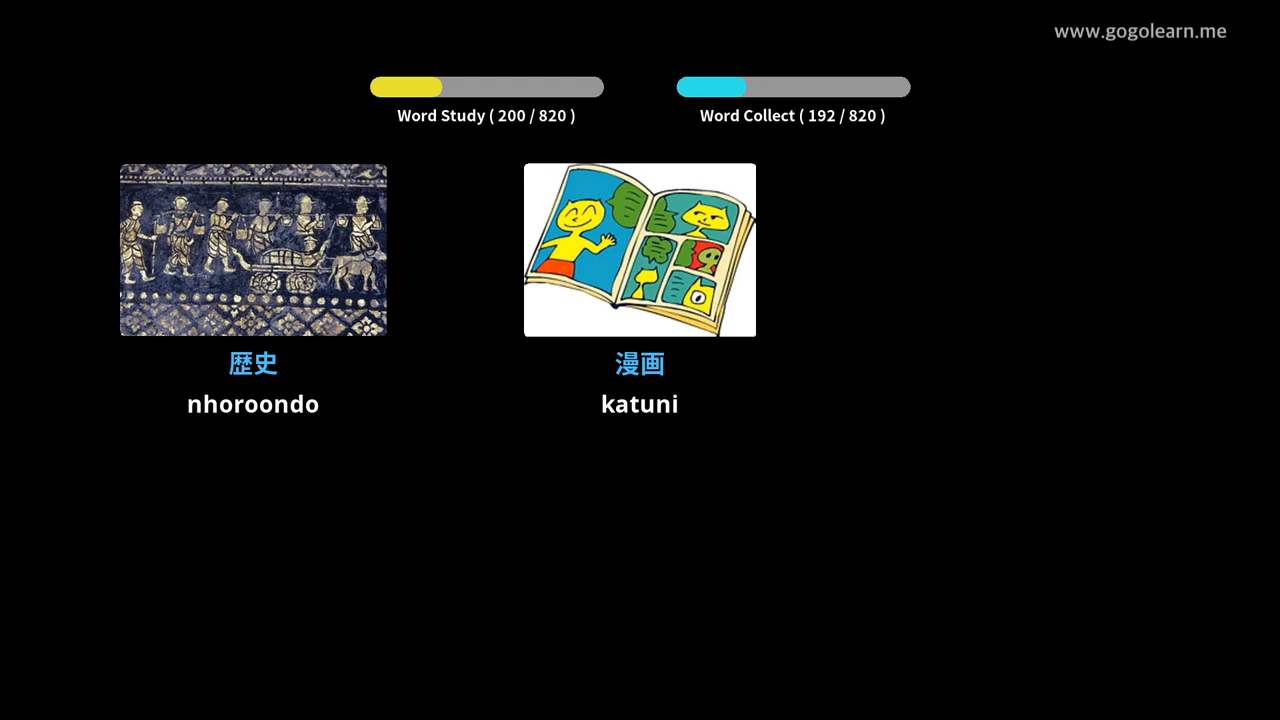 www.gogolearn.me
Word Study ( 200 / 820 )
Word Collect ( 192 / 820 )
歴史
漫画
nhoroondo
katuni